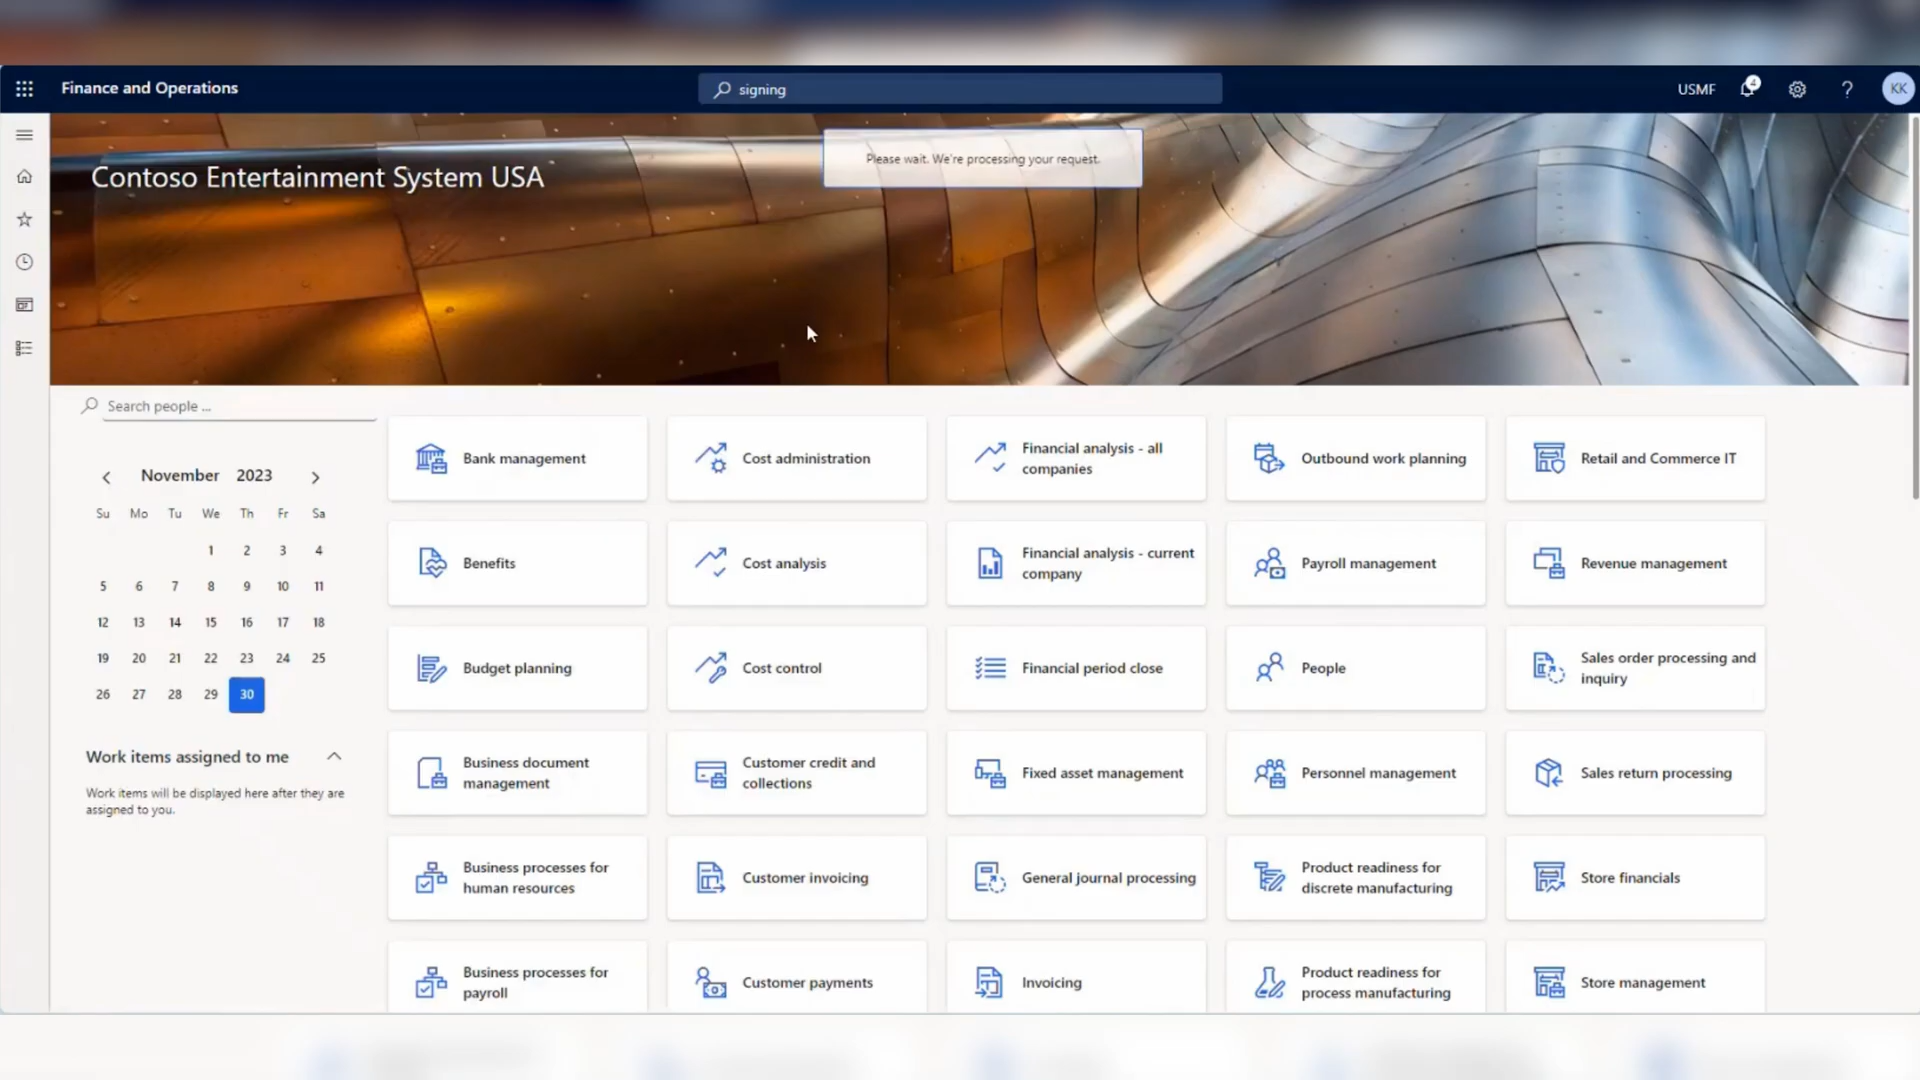 Finance and Operations
signing
USMF
4
?
KK
Please wait. We're processing your request.
Contoso Entertainment System USA
Search people ...
November 2023
Su Mo Tu We Th Fr Sa
1 2 3 4
5 6 7 8 9 10 11
12 13 14 15 16 17 18
19 20 21 22 23 24 25
26 27 28 29 30
Work items assigned to me
Work items will be displayed here after they are
assigned to you.
Bank management
Cost administration
Financial analysis - all
companies
Outbound work planning
Retail and Commerce IT
Benefits
Cost analysis
Financial analysis - current
company
Payroll management
Revenue management
Budget planning
Cost control
Financial period close
People
Sales order processing and
inquiry
Business document
management
Customer credit and
collections
Fixed asset management
Personnel management
Sales return processing
Business processes for
human resources
Customer invoicing
General journal processing
Product readiness for
discrete manufacturing
Store financials
Business processes for
payroll
Customer payments
Invoicing
Product readiness for
process manufacturing
Store management